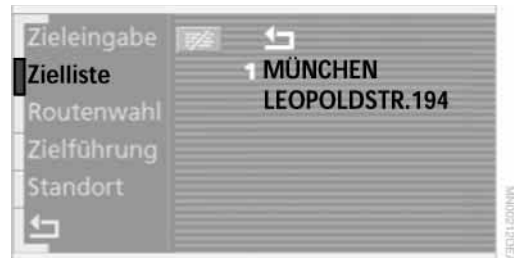 Zieleingabe
Zielliste
Routenwahl
Zielführung
Standort
1 MÜNCHEN
LEOPOLDSTR.194